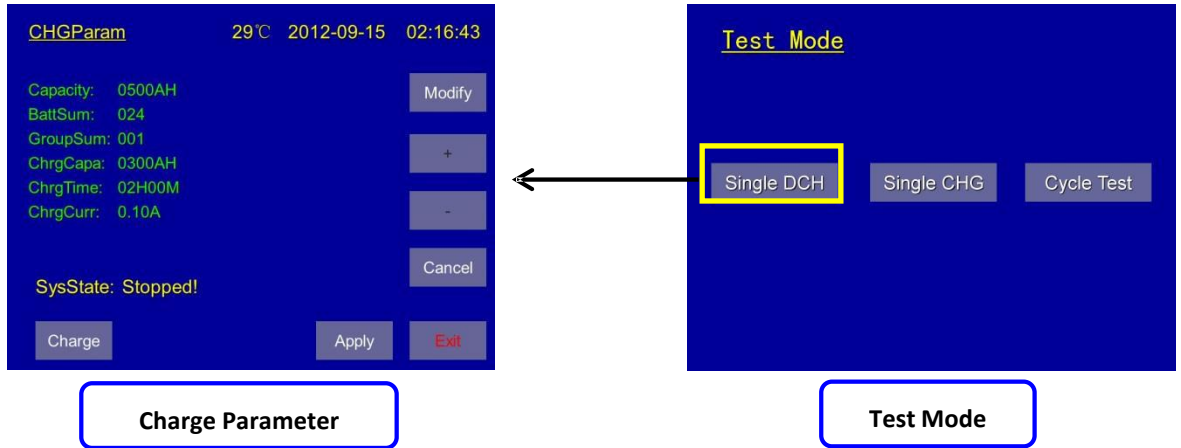 CHGParam 29℃ 2012-09-15 02:16:43
Capacity: 0500AH
BattSum: 024
GroupSum: 001
ChrgCapa: 0300AH
ChrgTime: 02H00M
ChrgCurr: 0.10A
SysState: Stopped!
Modify
+
-
Cancel
Charge Apply Exit
Charge Parameter
Test Mode
Single DCH Single CHG Cycle Test
Test Mode